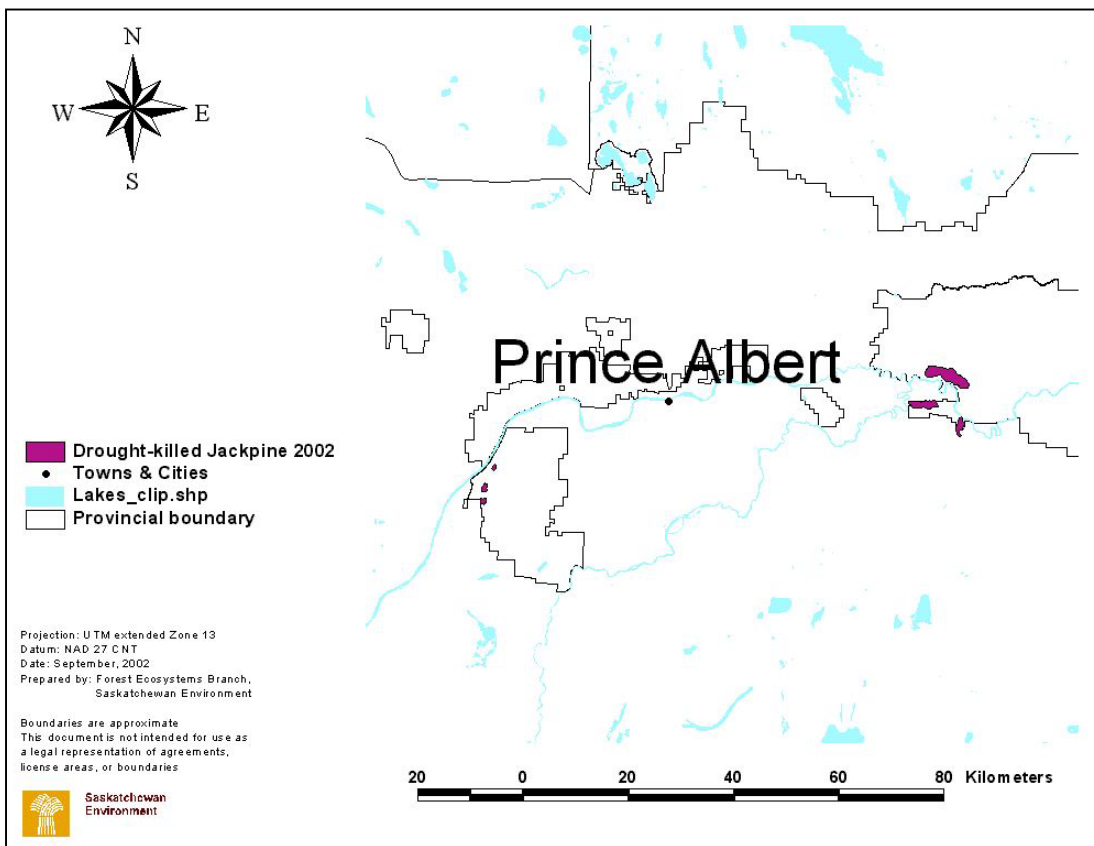 N
W E
S
Prince Albert
Drought-killed Jackpine 2002
Towns & Cities
Lakes_clip.shp
Provincial boundary
Projection: UTM extended Zone 13
Datum: NAD 27 CNT
Date: September, 2002
Prepared by: Forest Ecosystems Branch,
Saskatchewan Environment
Boundaries are approximate
This document is not intended for use as
a legal representation of agreements,
license areas, or boundaries
20 0 20 40 60 80 Kilometers
Saskatchewan
Environment